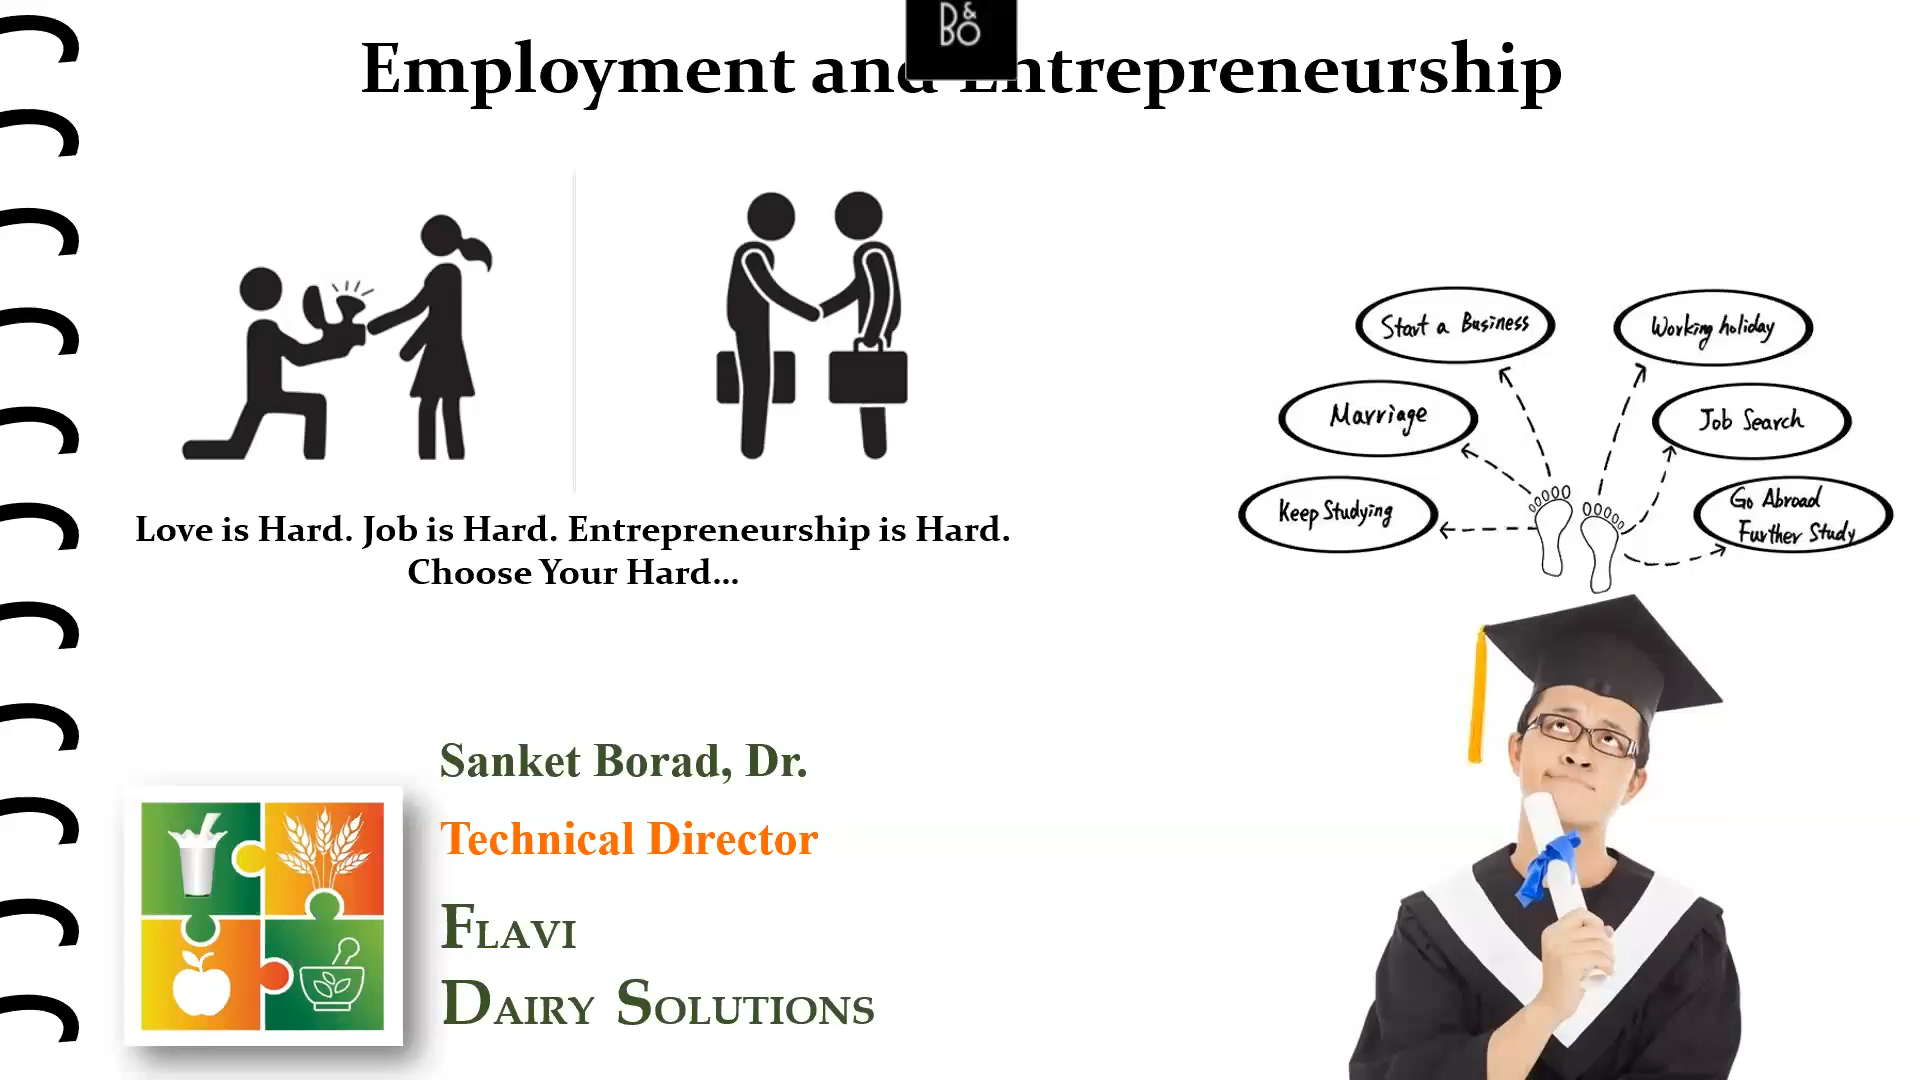 B&O
Employment and Entrepreneurship
Start a Business
Working holiday
Marriage
Job Search
Keep Studying
Go Abroad
Further Study
Love is Hard. Job is Hard. Entrepreneurship is Hard.
Choose Your Hard...
Sanket Borad, Dr.
Technical Director
FLAVI
DAIRY SOLUTIONS